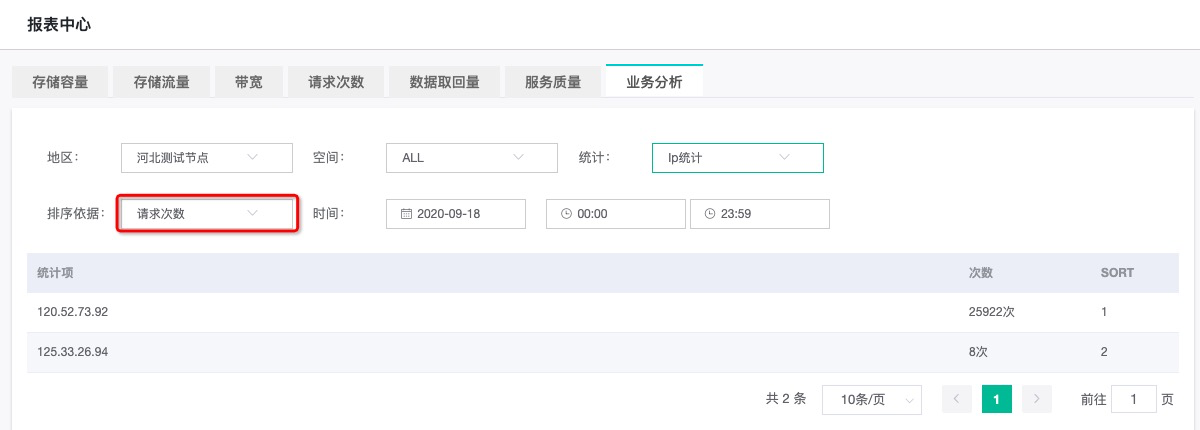 报表中心
存储容量 存储流量 带宽 请求次数 数据取回量 服务质量 业务分析
地区： 河北测试节点 空间： ALL 统计： Ip统计
排序依据： 请求次数 时间： 2020-09-18 00:00 23:59
统计项 次数 SORT
120.52.73.92 25922次 1
125.33.26.94 8次 2
共 2 条 10条/页 1 前往 1 页